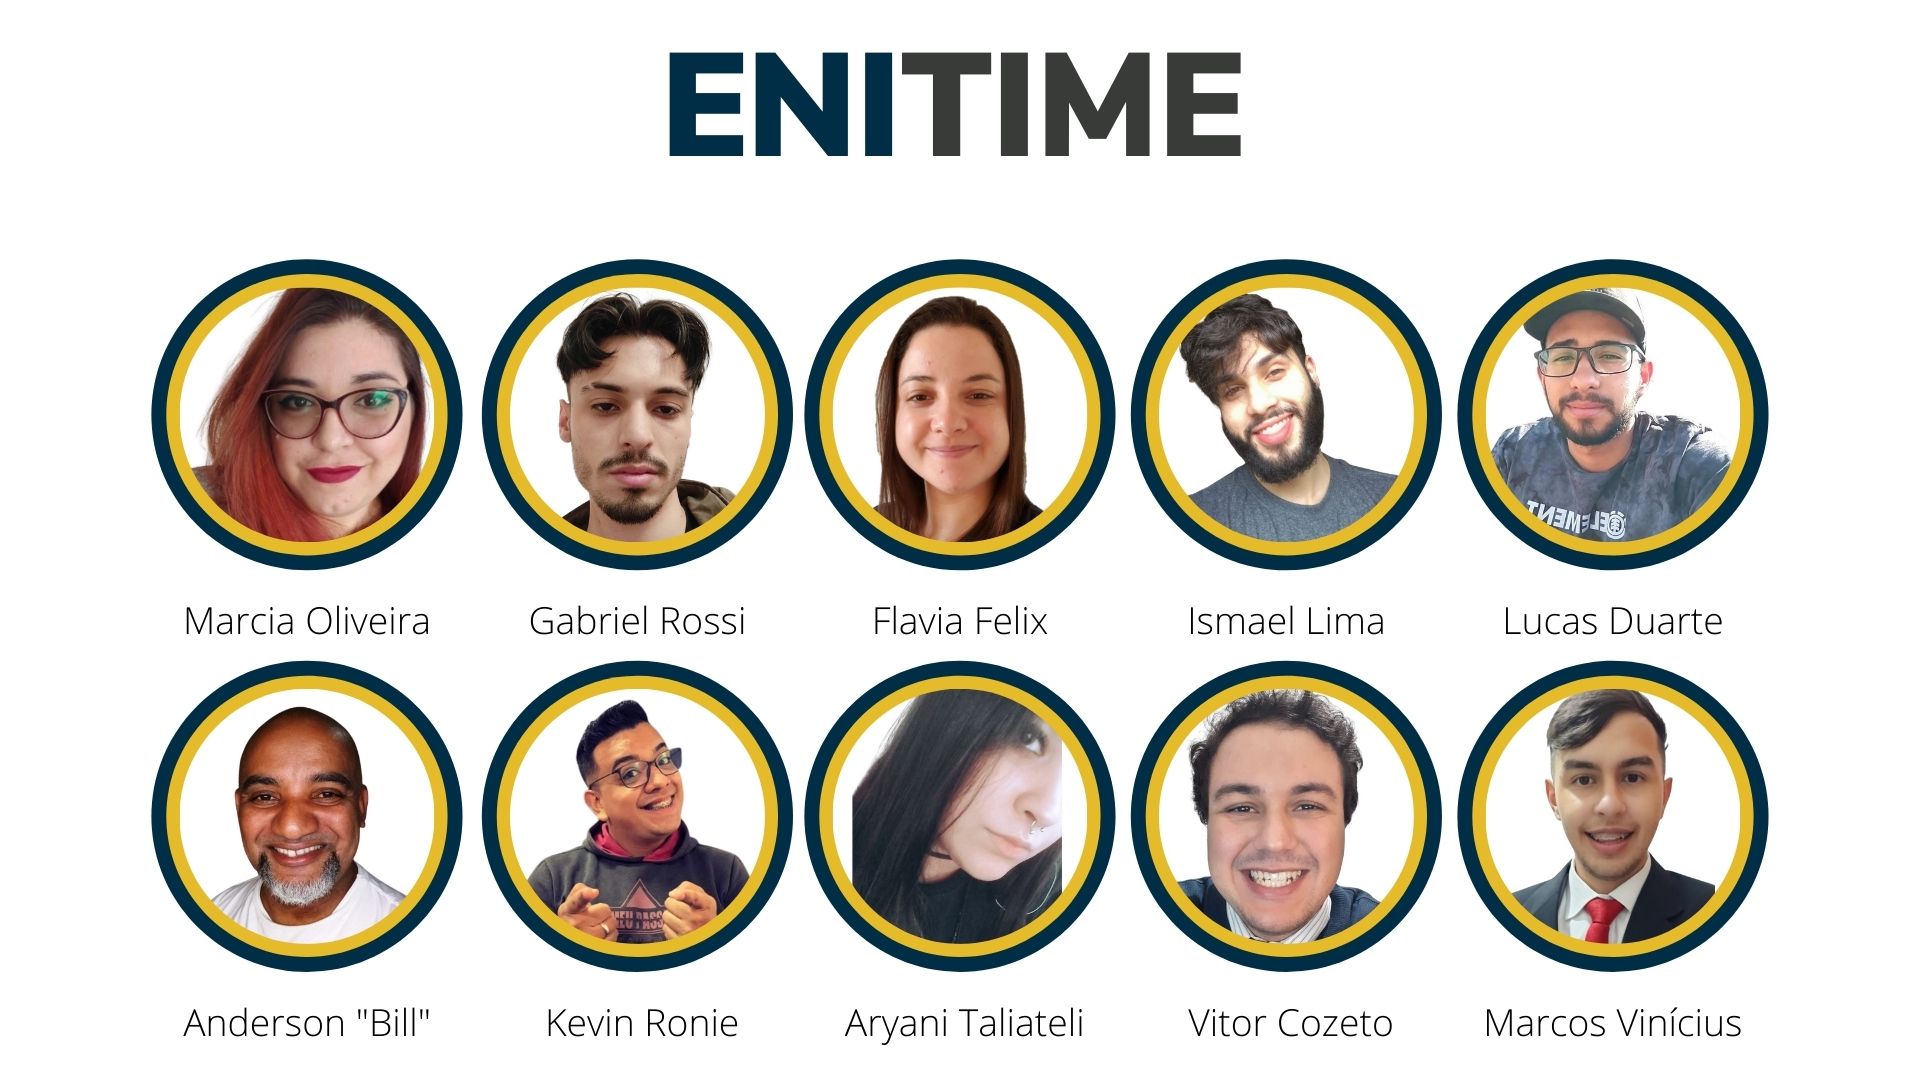 ENITIME
Marcia Oliveira
Gabriel Rossi
Flavia Felix
Ismael Lima
Lucas Duarte
ELEMENT
Anderson "Bill"
Kevin Ronie
Aryani Taliateli
Vitor Cozeto
Marcos Vinícius